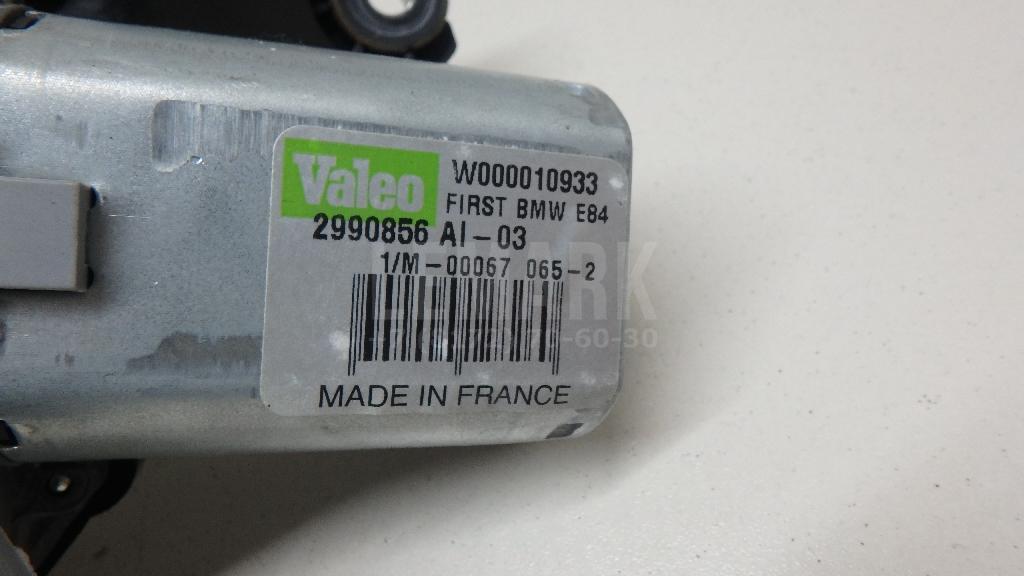 Valeo W000010933
FIRST BMW E84
2990856 AI-03
1/M-00067 065-2
MADE IN FRANCE